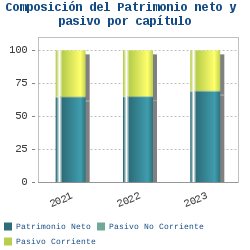 Composición del Patrimonio neto y
pasivo por capítulo
100
75
50
25
0
2021
2022
2023
Patrimonio Neto
Pasivo No Corriente
Pasivo Corriente